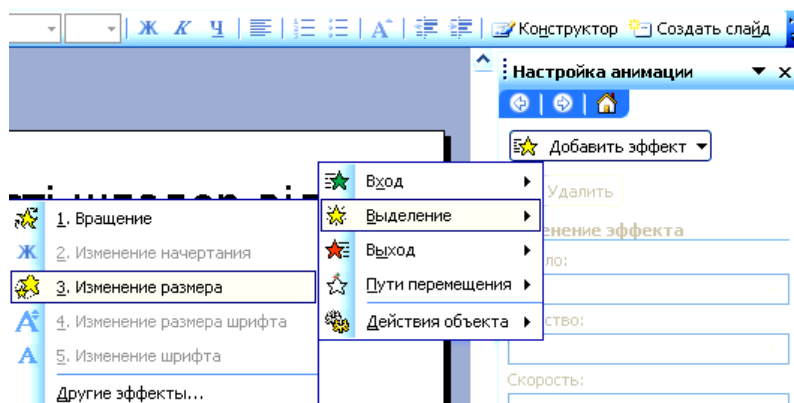 Ж К Ч Конструктор Создать слайд
Настройка анимации
Добавить эффект
Удалить
Вход
Выделение
Выход
Пути перемещения
Действия объекта
1. Вращение
2. Изменение начертания
3. Изменение размера
4. Изменение размера шрифта
5. Изменение шрифта
Другие эффекты...
Скорость: